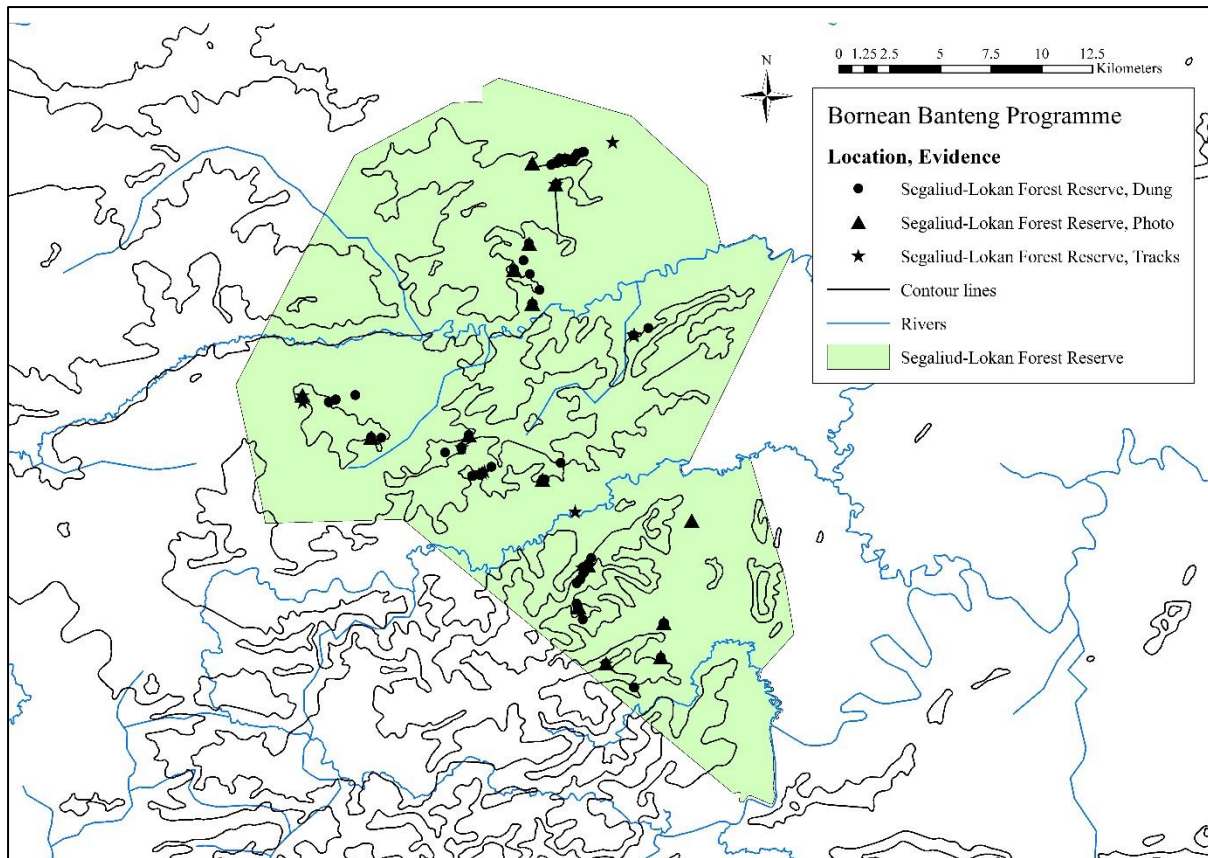 N
0 1.25 2.5 5 7.5 10 12.5
Kilometers
Bornean Banteng Programme
Location, Evidence
Segaliud-Lokan Forest Reserve, Dung
Segaliud-Lokan Forest Reserve, Photo
Segaliud-Lokan Forest Reserve, Tracks
Contour lines
Rivers
Segaliud-Lokan Forest Reserve